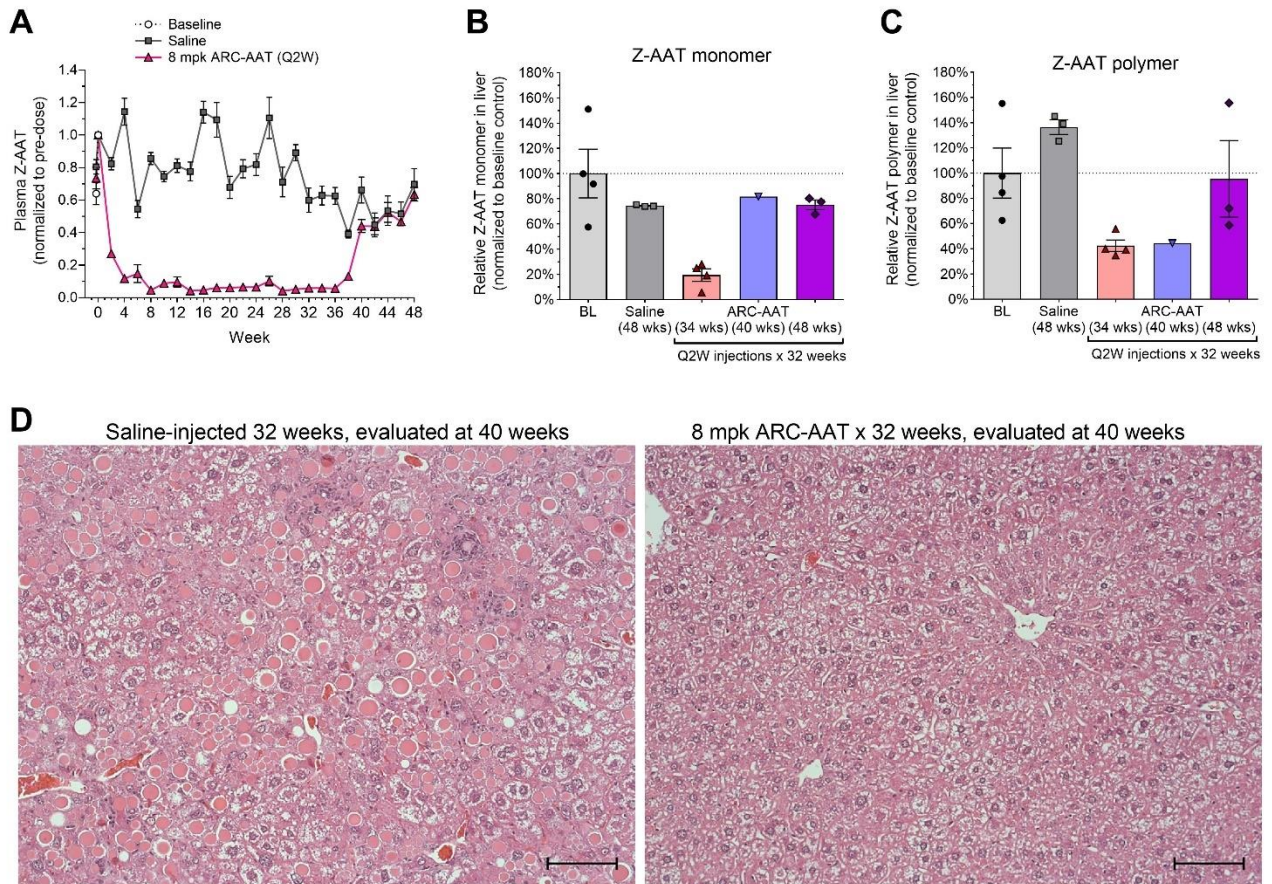 A
Baseline
Saline
8 mpk ARC-AAT (Q2W)
Plasma Z-AAT
(normalized to pre-dose)
1.4
1.2
1.0
0.8
0.6
0.4
0.2
0.0
0 4 8 12 16 20 24 28 32 36 40 44 48
Week
B
Z-AAT monomer
Relative Z-AAT monomer in liver
(normalized to baseline control)
180%
160%
140%
120%
100%
80%
60%
40%
20%
0%
BL Saline ARC-AAT
(48 wks) (34 wks) (40 wks) (48 wks)
Q2W injections x 32 weeks
C
Z-AAT polymer
Relative Z-AAT polymer in liver
(normalized to baseline control)
180%
160%
140%
120%
100%
80%
60%
40%
20%
0%
BL Saline ARC-AAT
(48 wks) (34 wks) (40 wks) (48 wks)
Q2W injections x 32 weeks
D
Saline-injected 32 weeks, evaluated at 40 weeks
8 mpk ARC-AAT x 32 weeks, evaluated at 40 weeks